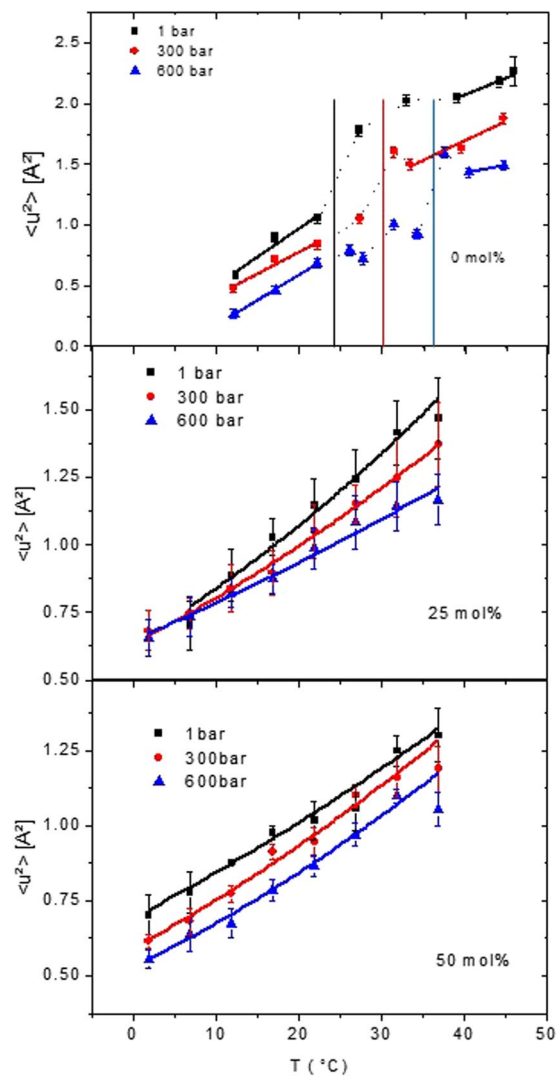 1 bar
300 bar
600 bar
2.5
2.0
1.5
1.0
0.5
0.0
<u²> [A²]
0 mol%
1 bar
300 bar
600 bar
1.50
1.25
1.00
0.75
0.50
<u²> [A²]
25 mol%
1bar
300bar
600bar
1.25
1.00
0.75
0.50
<u²> [A²]
50 mol%
0 10 20 30 40 50
T (°C)